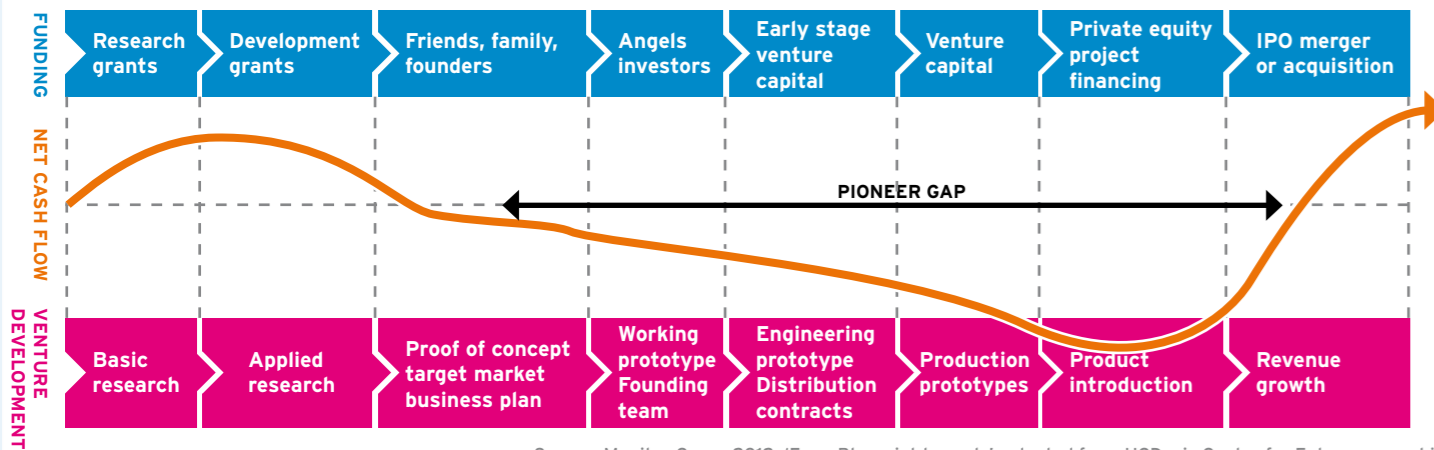 FUNDING
Research
grants
Development
grants
Friends, family,
founders
Angels
investors
Early stage
venture
capital
Venture
capital
Private equity
project
financing
IPO merger
or acquisition
NET CASH FLOW
PIONEER GAP
VENTURE
DEVELOPMENT
Basic
research
Applied
research
Proof of concept
target market
business plan
Working
prototype
Founding
team
Engineering
prototype
Distribution
contracts
Production
prototypes
Product
introduction
Revenue
growth